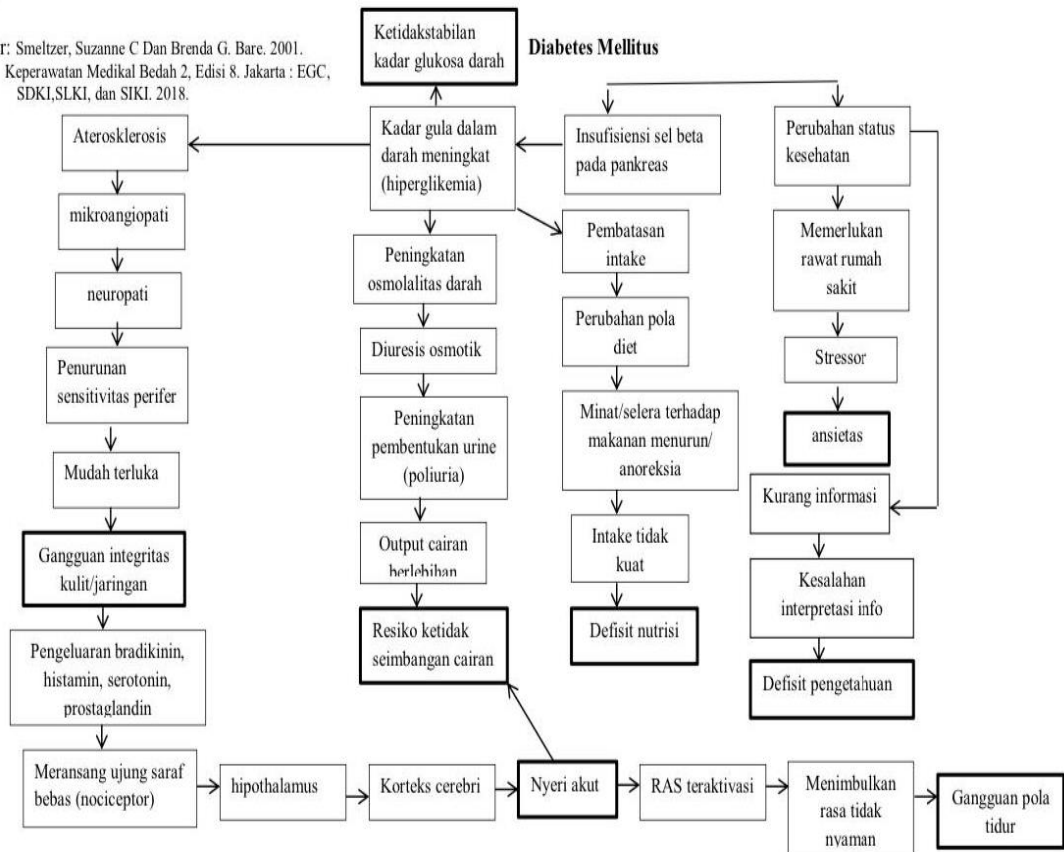 r: Smeltzer, Suzanne C Dan Brenda G. Bare. 2001.
Keperawatan Medikal Bedah 2, Edisi 8. Jakarta : EGC,
SDKI,SLKI, dan SIKI. 2018.
Ketidakstabilan
kadar glukosa darah
Diabetes Mellitus
Aterosklerosis
Kadar gula dalam
darah meningkat
(hiperglikemia)
Insufisiensi sel beta
pada pankreas
Perubahan status
kesehatan
mikroangiopati
neuropati
Penurunan
sensitivitas perifer
Mudah terluka
Gangguan integritas
kulit/jaringan
Pengeluaran bradikinin,
histamin, serotonin,
prostaglandin
Meransang ujung saraf
bebas (nociceptor)
Peningkatan
osmolalitas darah
Diuresis osmotik
Peningkatan
pembentukan urine
(poliuria)
Output cairan
berlebihan
Resiko ketidak
seimbangan cairan
Pembatasan
intake
Perubahan pola
diet
Minat/selera terhadap
makanan menurun/
anoreksia
Intake tidak
kuat
Defisit nutrisi
Memerlukan
rawat rumah
sakit
Stressor
ansietas
Kurang informasi
Kesalahan
interpretasi info
Defisit pengetahuan
hipothalamus
Korteks cerebri
Nyeri akut
RAS teraktivasi
Menimbulkan
rasa tidak
nyaman
Gangguan pola
tidur